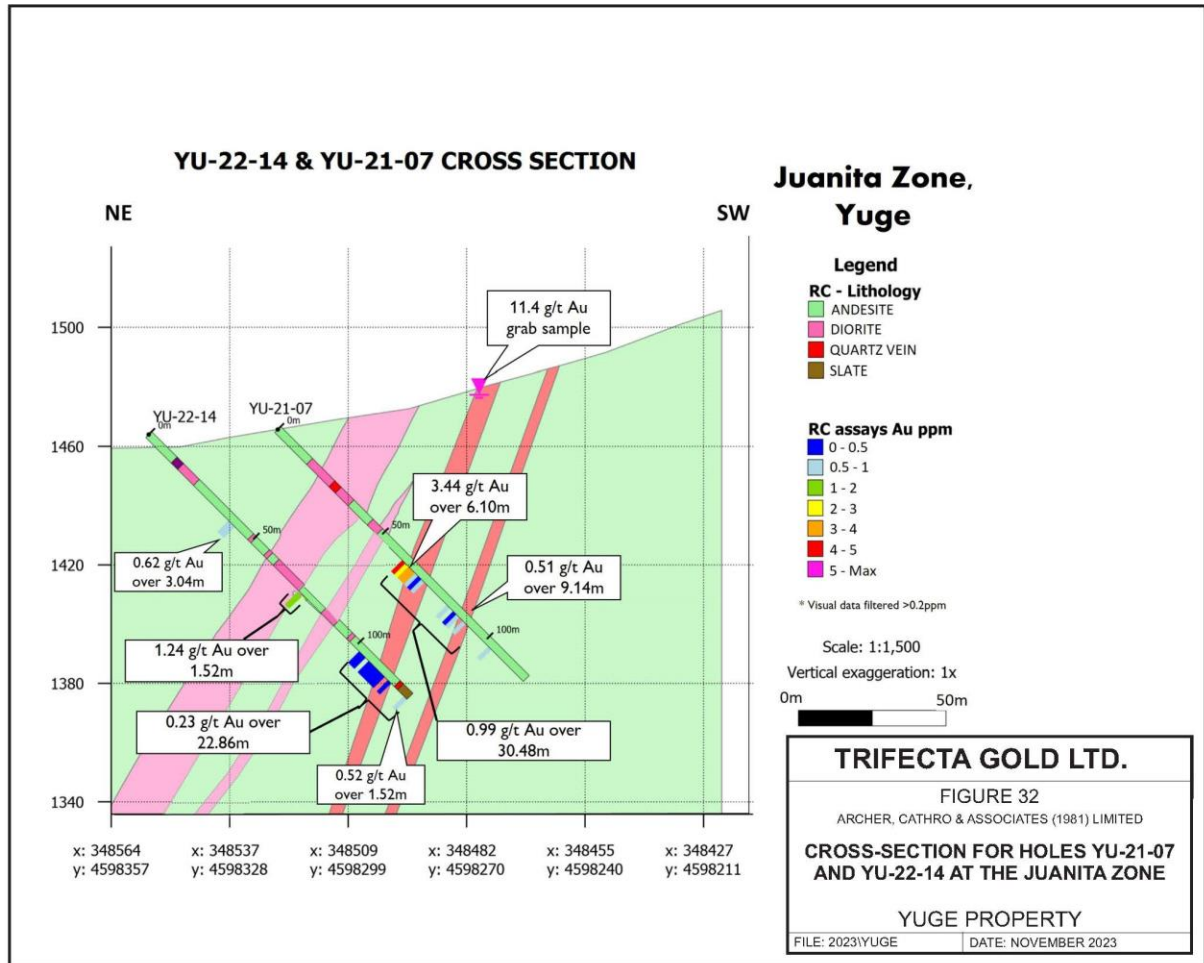 YU-22-14 & YU-21-07 CROSS SECTION
NE
SW
1500
1460
1420
1380
1340
YU-22-14
0m
50m
100m
YU-21-07
0m
50m
100m
11.4 g/t Au
grab sample
3.44 g/t Au
over 6.10m
0.51 g/t Au
over 9.14m
0.62 g/t Au
over 3.04m
1.24 g/t Au over
1.52m
0.23 g/t Au over
22.86m
0.52 g/t Au
over 1.52m
0.99 g/t Au over
30.48m
x: 348564
y: 4598357
x: 348537
y: 4598328
x: 348509
y: 4598299
x: 348482
y: 4598270
x: 348455
y: 4598240
x: 348427
y: 4598211
Juanita Zone,
Yuge
Legend
RC - Lithology
ANDESITE
DIORITE
QUARTZ VEIN
SLATE
RC assays Au ppm
0 - 0.5
0.5 - 1
1 - 2
2 - 3
3 - 4
4 - 5
5 - Max
* Visual data filtered >0.2ppm
Scale: 1:1,500
Vertical exaggeration: 1x
0m 50m
TRIFECTA GOLD LTD.
FIGURE 32
ARCHER, CATHRO & ASSOCIATES (1981) LIMITED
CROSS-SECTION FOR HOLES YU-21-07
AND YU-22-14 AT THE JUANITA ZONE
YUGE PROPERTY
FILE: 2023\YUGE DATE: NOVEMBER 2023